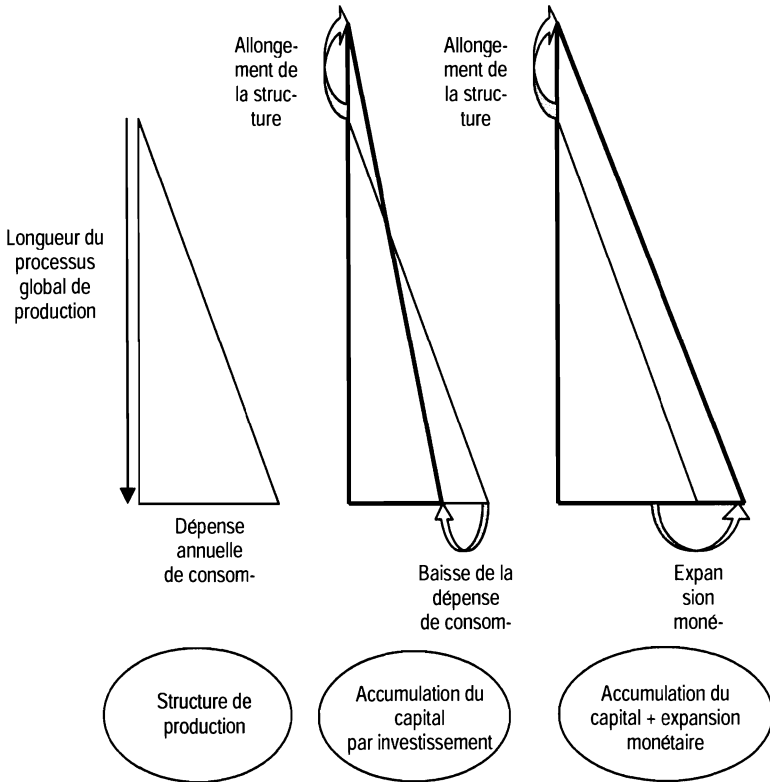 Allonge-
ment de
la struc-
ture
Allonge-
ment de
la struc-
ture
Longueur du
processus
global de
production
Dépense
annuelle
de consom-
Baisse de la
dépense
de consom-
Expan
sion
moné-
Structure de
production
Accumulation du
capital
par investissement
Accumulation du
capital + expansion
monétaire